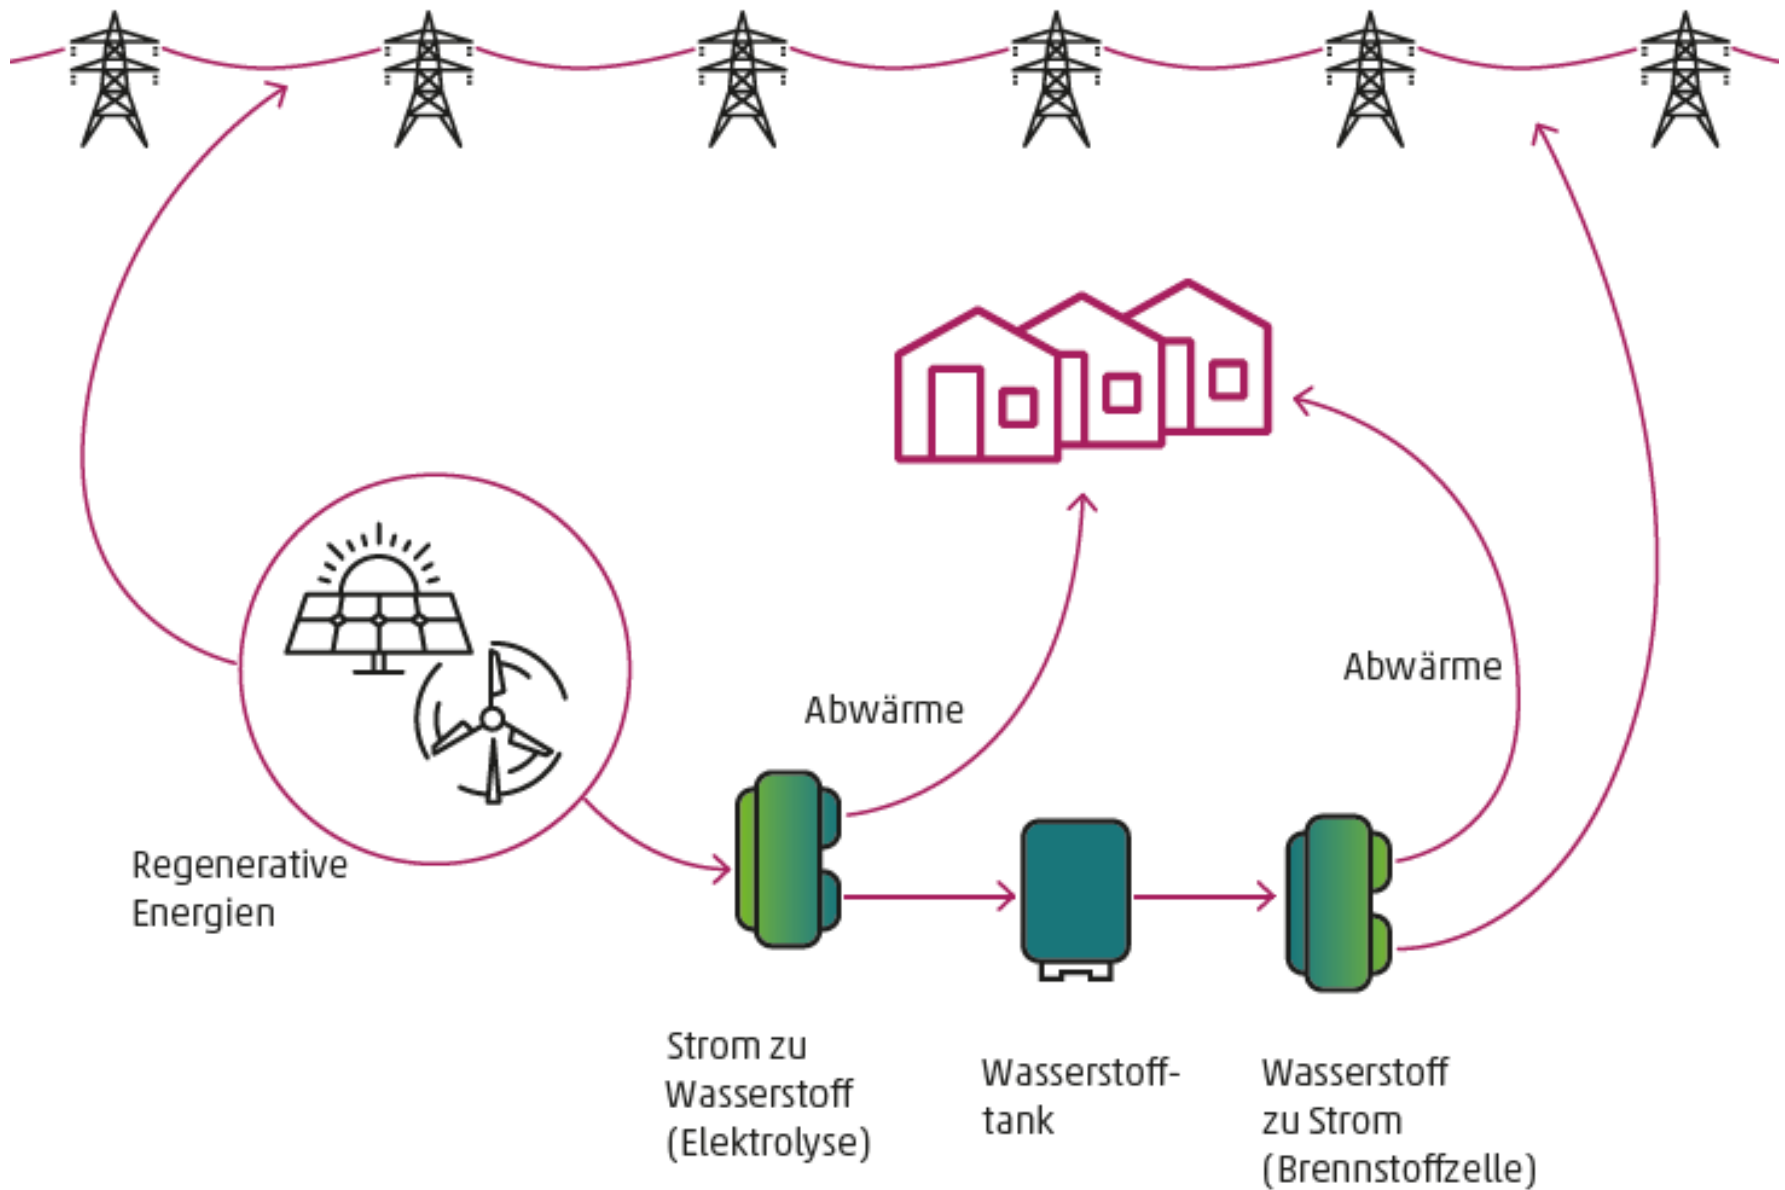 Abwärme
Abwärme
Regenerative
Energien
Strom zu
Wasserstoff
(Elektrolyse)
Wasserstoff-
tank
Wasserstoff
zu Strom
(Brennstoffzelle)